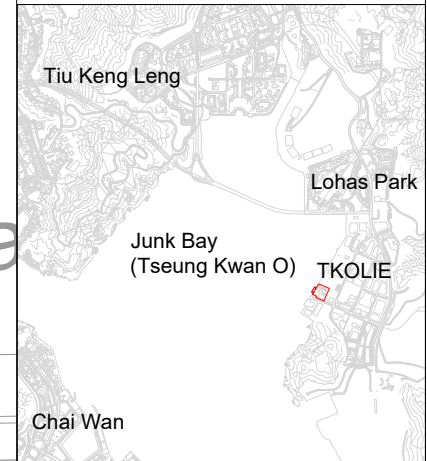 Tiu Keng Leng
Lohas Park
Junk Bay
(Tseung Kwan O)
TKOLIE
Chai Wan